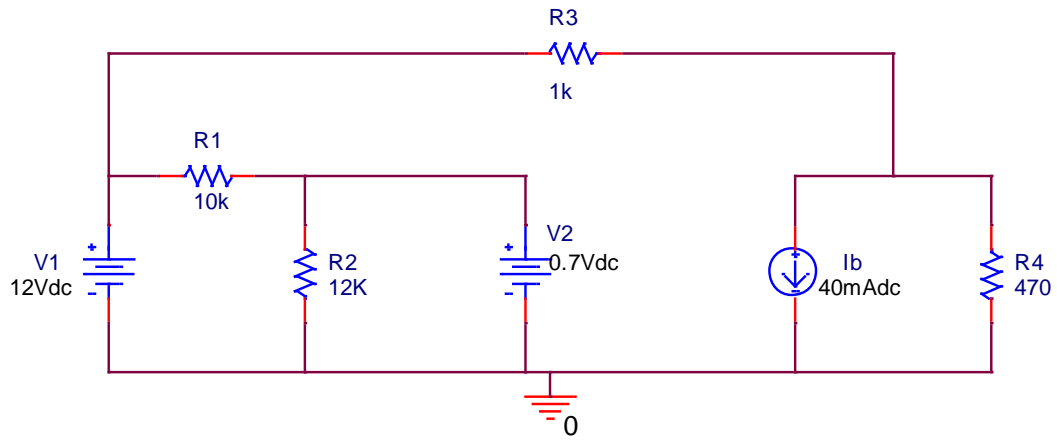 R3
1k
R1
10k
V1
12Vdc
+
-
R2
12K
V2
0.7Vdc
+
-
Ib
40mAdc
+
-
R4
470
0